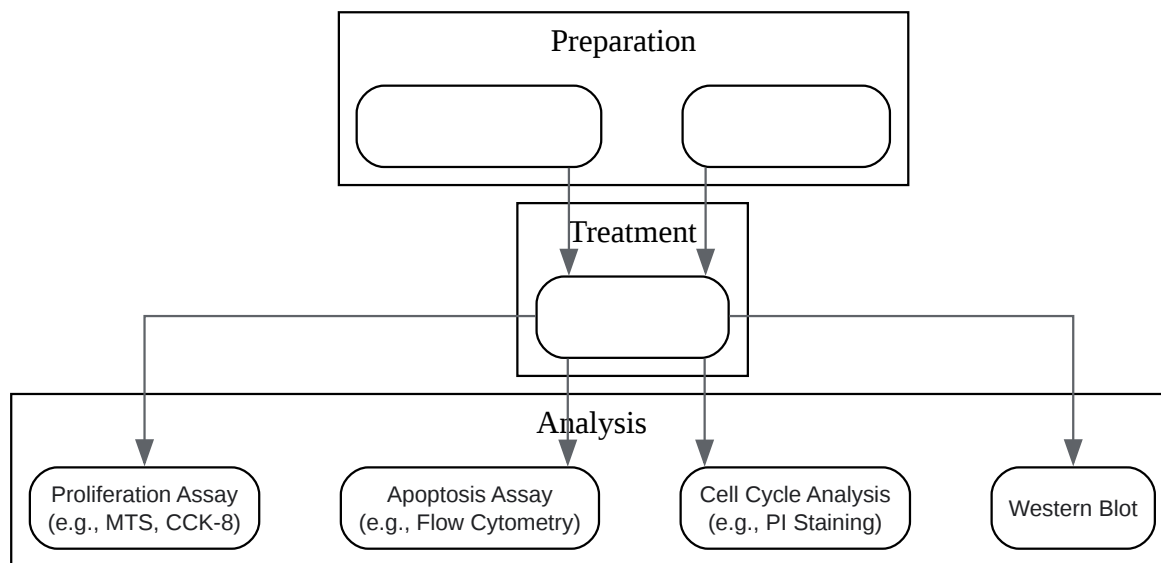 Preparation
Treatment
Analysis
Proliferation Assay
(e.g., MTS, CCK-8)
Apoptosis Assay
(e.g., Flow Cytometry)
Cell Cycle Analysis
(e.g., PI Staining)
Western Blot